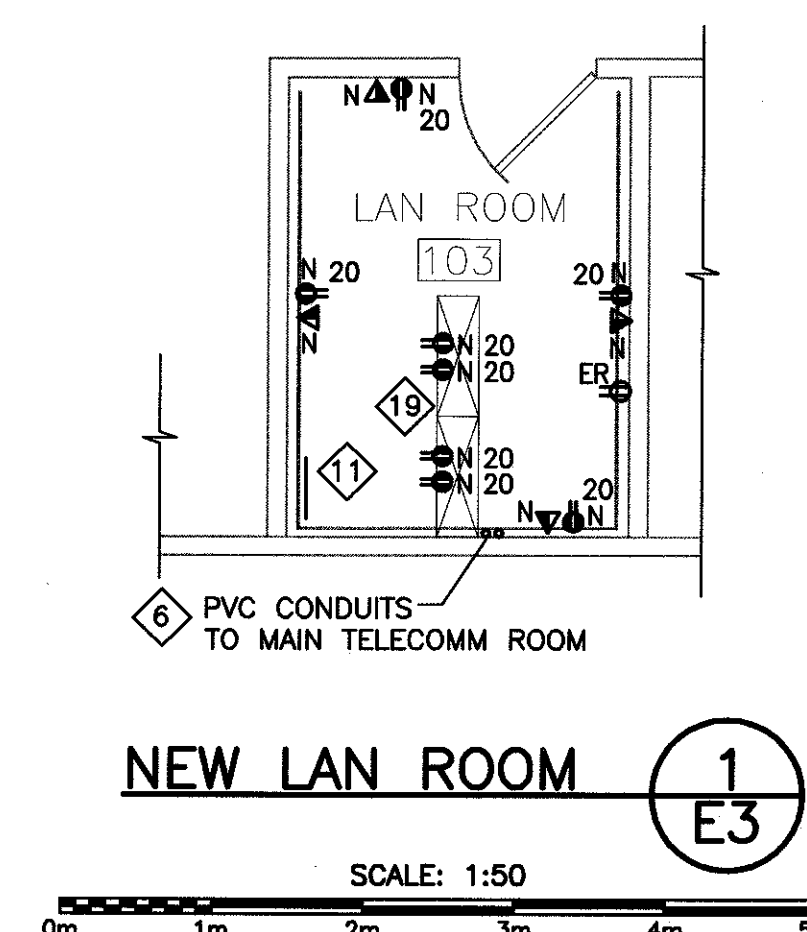 N N
20
LAN ROOM
103
N 20
N
20 N
N
N 20
N 20
ER
19
11
N 20
N 20
20
N N
6 PVC CONDUITS
TO MAIN TELECOMM ROOM
NEW LAN ROOM
1
E3
SCALE: 1:50
0m 1m 2m 3m 4m 5